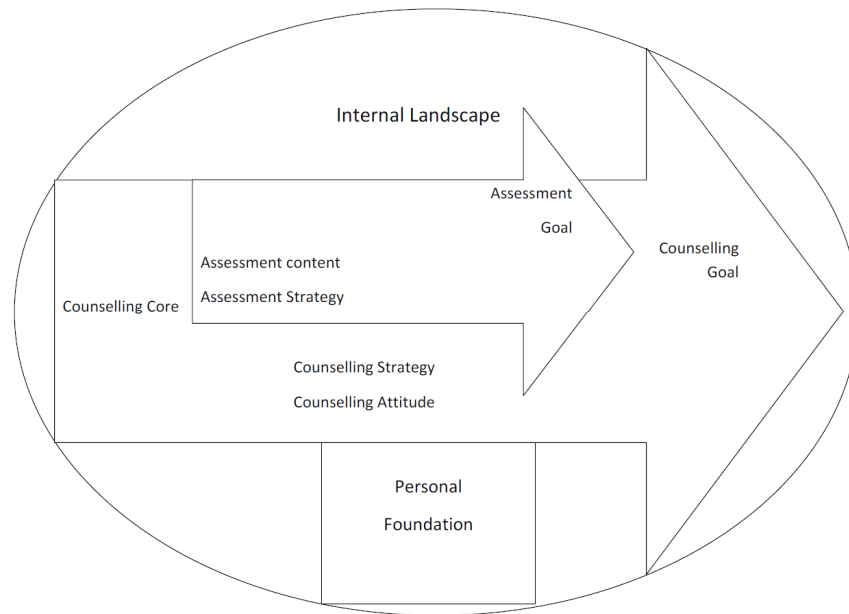 Internal Landscape
Assessment
Goal
Counselling
Goal
Assessment content
Assessment Strategy
Counselling Core
Counselling Strategy
Counselling Attitude
Personal
Foundation